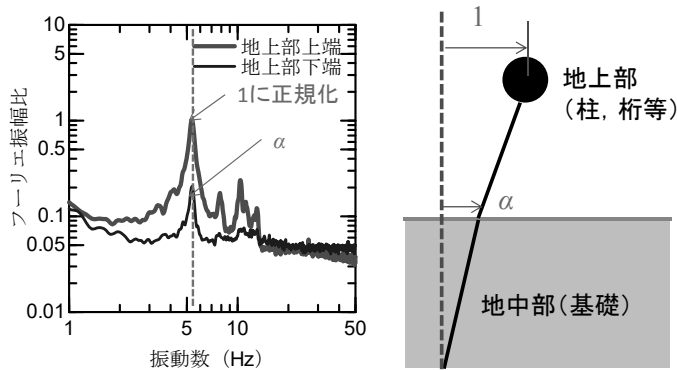 10
5
1
0.5
0.1
0.05
0.01
フーリエ振幅比
地上部上端
地上部下端
1に正規化
α
1
5
10
50
振動数 (Hz)
1
地上部
(柱，桁等)
α
地中部(基礎)